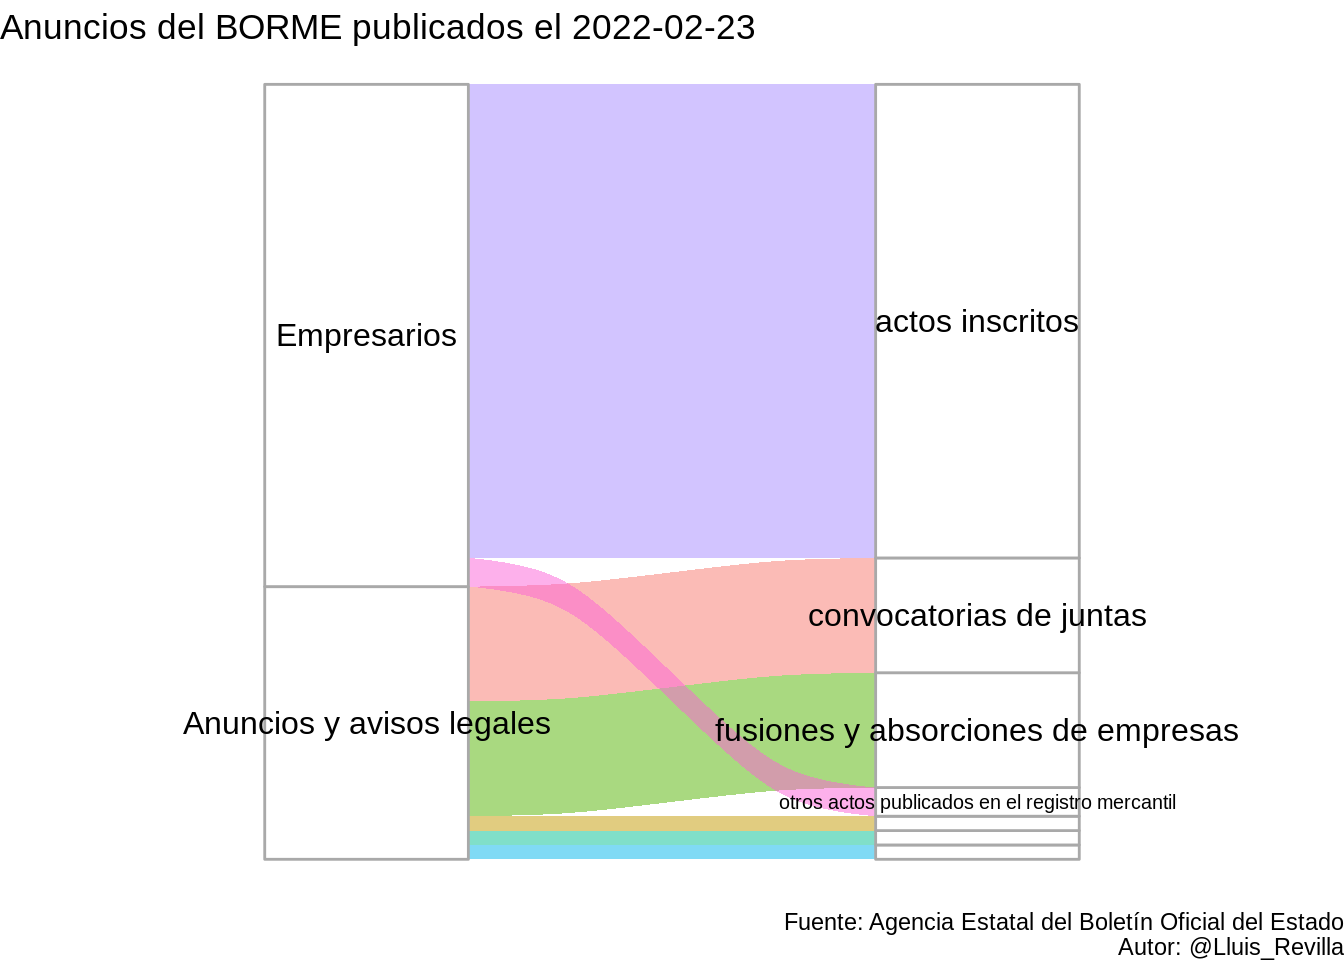 Anuncios del BORME publicados el 2022-02-23
Empresarios
actos inscritos
convocatorias de juntas
Anuncios y avisos legales
fusiones y absorciones de empresas
otros actos publicados en el registro mercantil
Fuente: Agencia Estatal del Boletín Oficial del Estado
Autor: @Lluis_Revilla